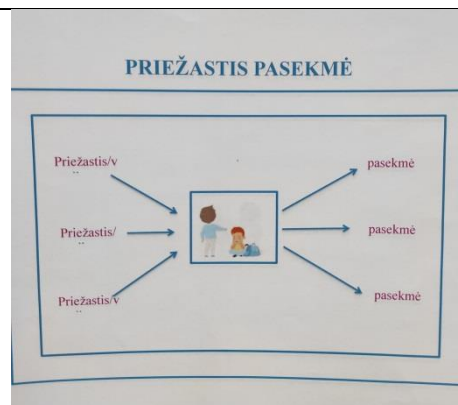 PRIEŽASTIS PASEKMĖ
Priežastis/v
pasekmė
Priežastis/
pasekmė
Priežastis/v
pasekmė